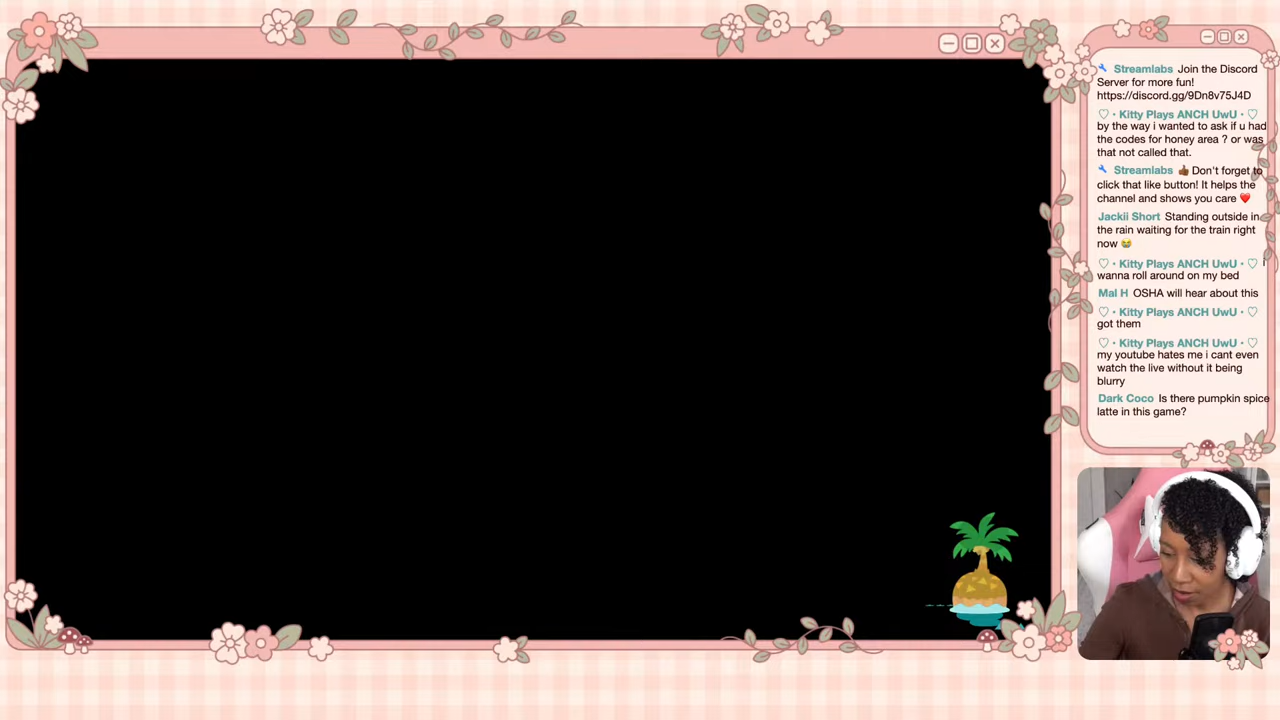 Streamlabs Join the Discord
Server for more fun!
https://discord.gg/9Dn8v75J4D
♡ • Kitty Plays ANCH UwU • ♡
by the way i wanted to ask if u had
the codes for honey area ? or was
that not called that.
Streamlabs 👍🏾 Don't forget to
click that like button! It helps the
channel and shows you care ❤️
Jackii Short Standing outside in
the rain waiting for the train right
now 😭
♡ • Kitty Plays ANCH UwU • ♡ i
wanna roll around on my bed
Mal H OSHA will hear about this
♡ • Kitty Plays ANCH UwU • ♡
got them
♡ • Kitty Plays ANCH UwU • ♡
my youtube hates me i cant even
watch the live without it being
blurry
Dark Coco Is there pumpkin spice
latte in this game?